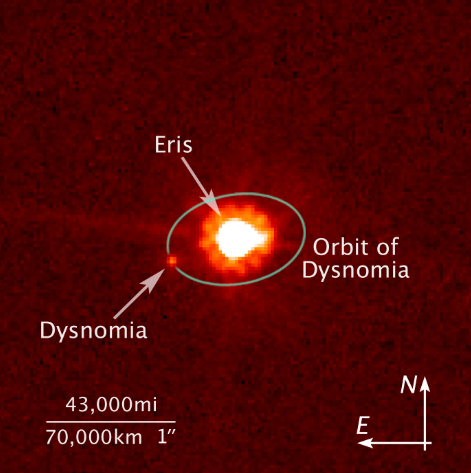 Eris
Orbit of
Dysnomia
Dysnomia
43,000mi
70,000km 1″
N
E